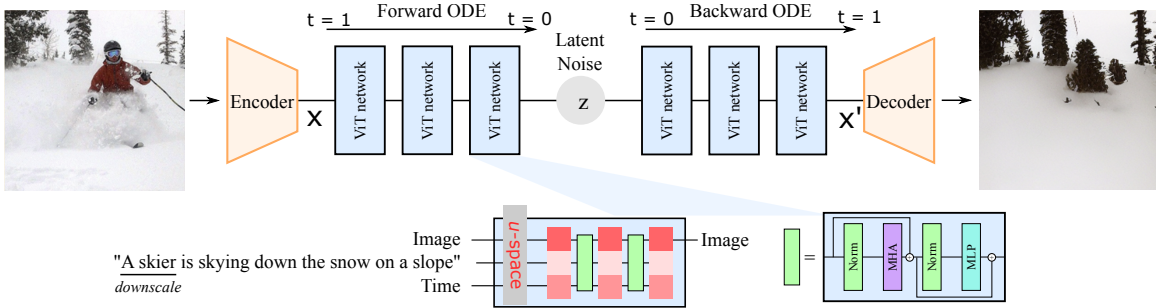 Forward ODE
t = 1
t = 0
Encoder
X
ViT network
ViT network
ViT network
Latent
Noise
z
Backward ODE
t = 0
t = 1
ViT network
ViT network
ViT network
X'
Decoder
Image
"A skier is skying down the snow on a slope"
downscale
Time
u-space
Image
=
Norm
MHA
+
Norm
MLP
+